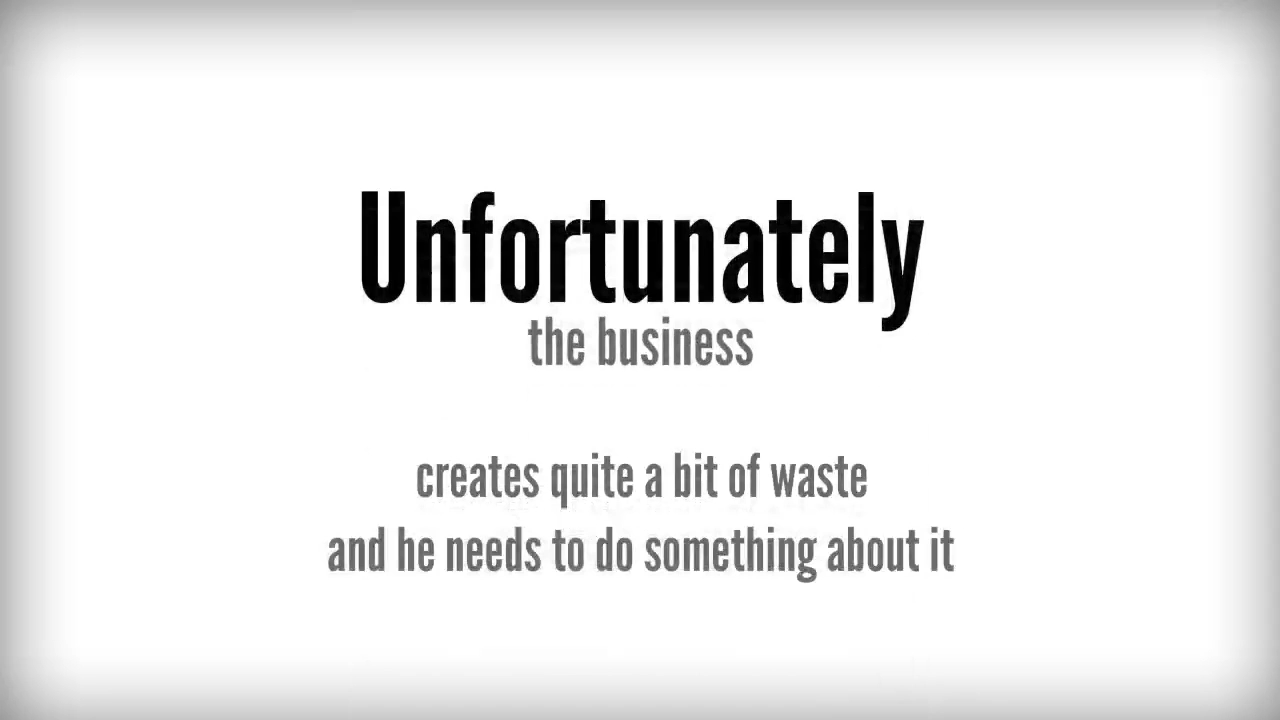 Unfortunately
the business
creates quite a bit of waste
and he needs to do something about it